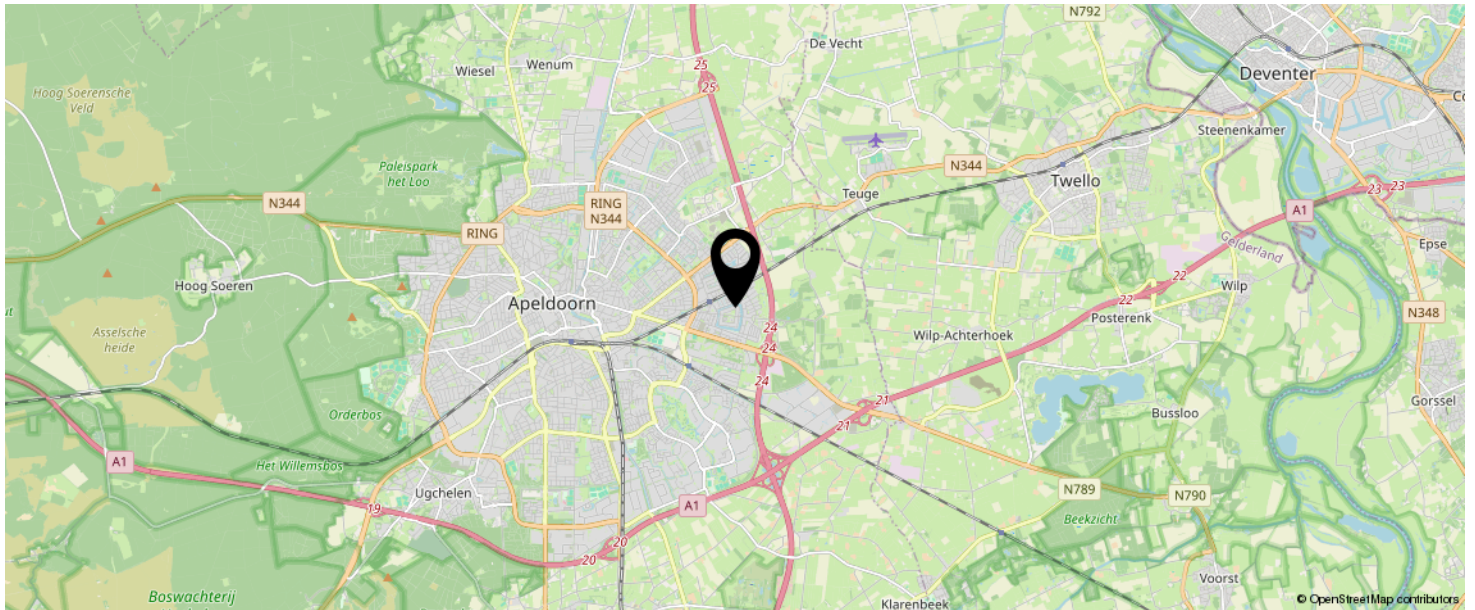 N792
De Vecht
Wiesel
Wenum
25
25
Deventer
Hoog Soerensche
Veld
Steenenkamer
Paleispark
het Loo
N344
Teuge
Twello
23
23
N344
RING
N344
A1
RING
Gelderland
Epse
Hoog Soeren
22
22
Wilp
Apeldoorn
Posterenk
N348
Asselsche
heide
24
24
24
Wilp-Achterhoek
21
21
Orderbos
Bussloo
Gorssel
A1
Het Willemsbos
Ugchelen
19
A1
N789
N790
Beekzicht
20
20
Voorst
Boswachterij
Klarenbeek
© OpenStreetMap contributors